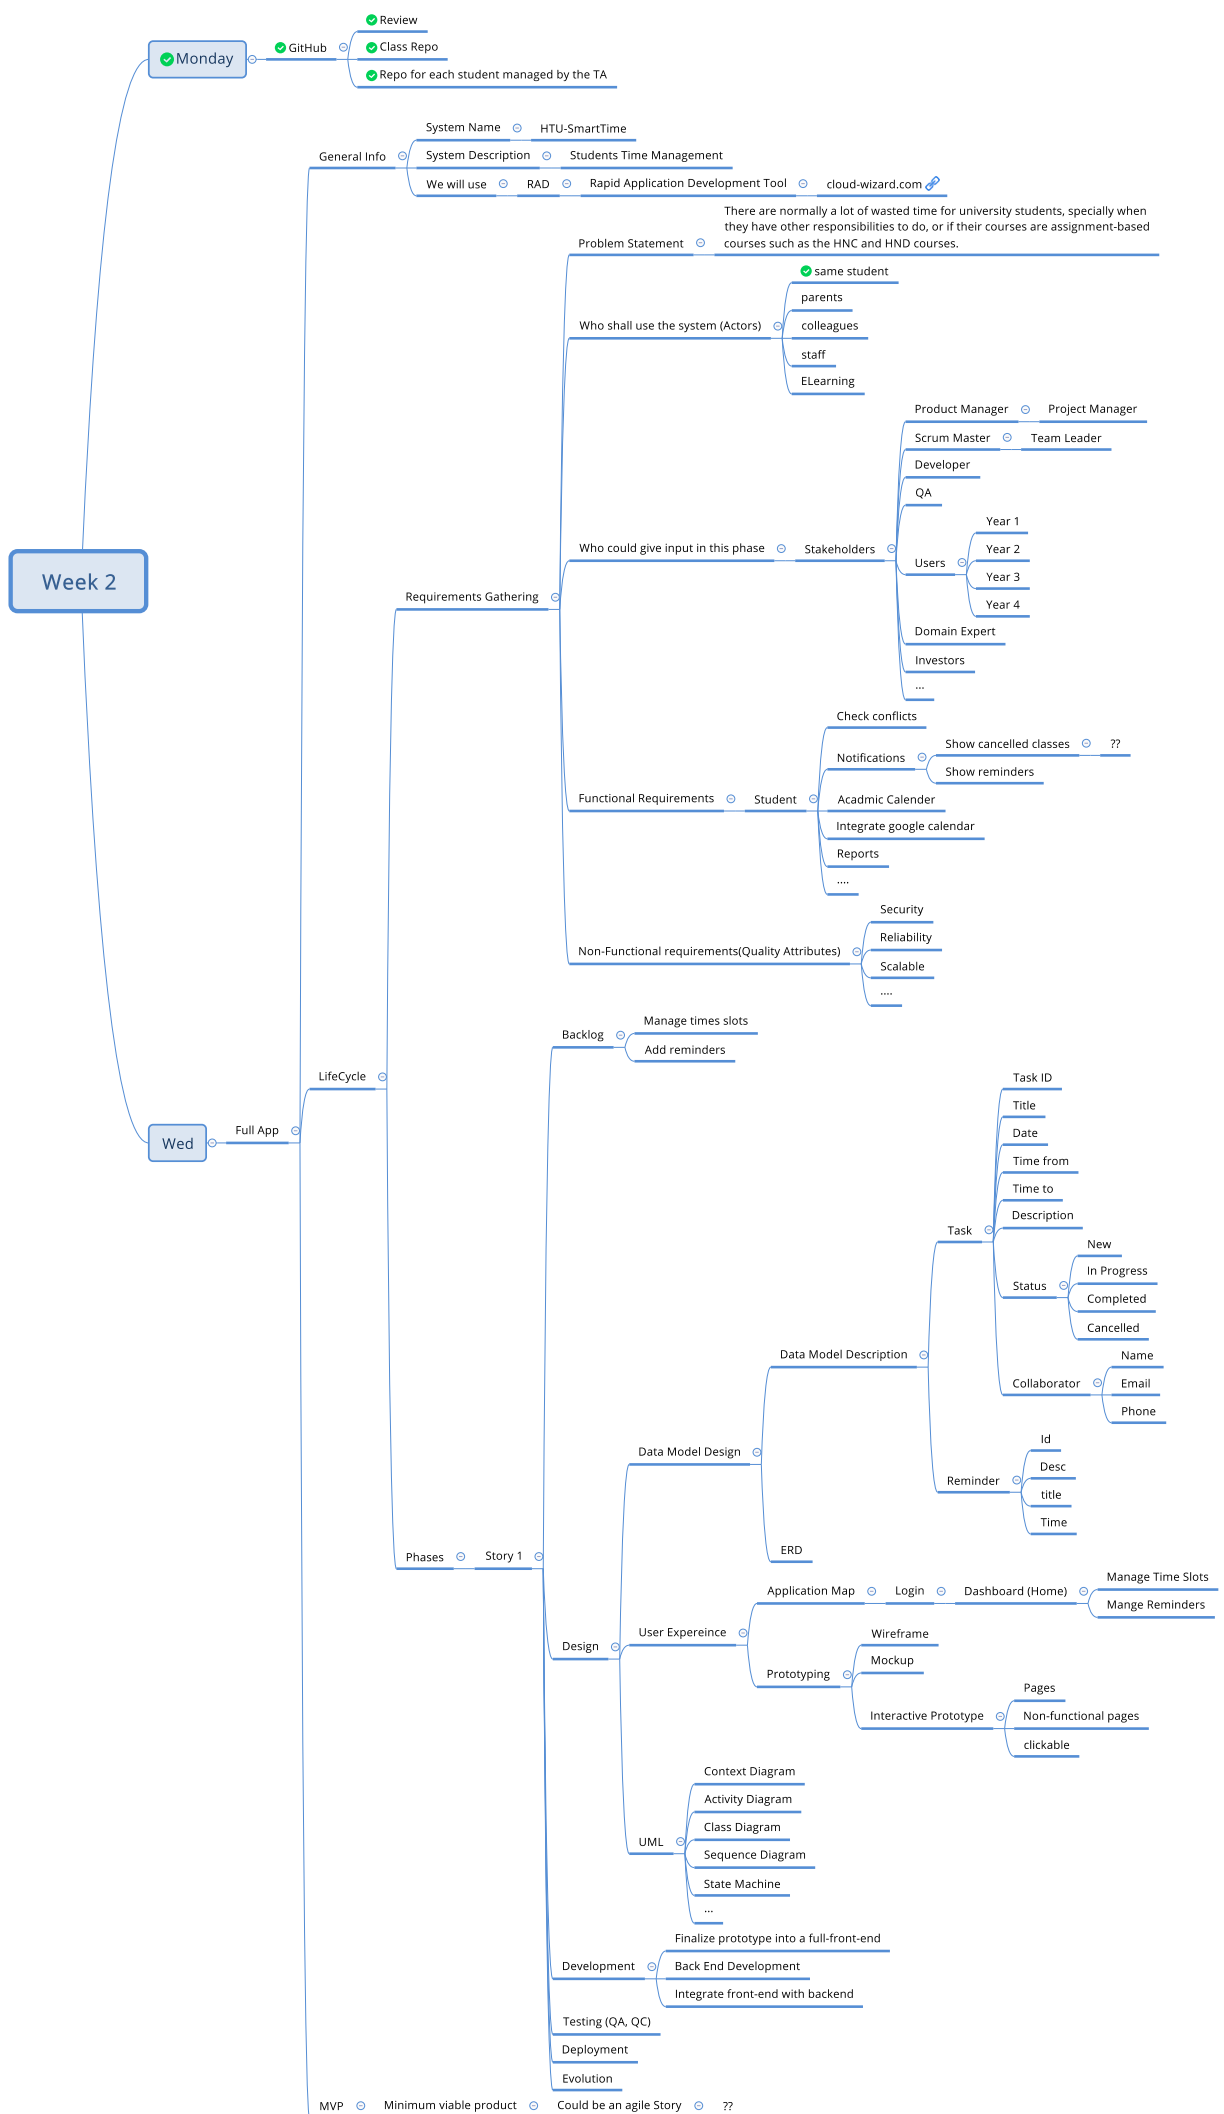 Review
GitHub
Class Repo
Monday
Repo for each student managed by the TA
System Name
HTU-SmartTime
General Info
System Description
Students Time Management
We will use
RAD
Rapid Application Development Tool
cloud-wizard.com
There are normally a lot of wasted time for university students, specially when
they have other responsibilities to do, or if their courses are assignment-based
Problem Statement
courses such as the HNC and HND courses.
same student
parents
Who shall use the system (Actors)
colleagues
staff
ELearning
Product Manager
Project Manager
Scrum Master
Team Leader
Developer
QA
Year 1
Who could give input in this phase
Stakeholders
Year 2
Users
Year 3
Week 2
Requirements Gathering
Year 4
Domain Expert
Investors
...
Check conflicts
Notifications
Show cancelled classes
??
Show reminders
Functional Requirements
Student
Acadmic Calender
Integrate google calendar
Reports
....
Security
Non-Functional requirements(Quality Attributes)
Reliability
Scalable
....
Backlog
Manage times slots
Add reminders
LifeCycle
Task ID
Title
Wed
Full App
Date
Time from
Time to
Description
Task
New
In Progress
Status
Completed
Cancelled
Data Model Description
Name
Collaborator
Email
Phone
Id
Data Model Design
Desc
Reminder
title
Time
ERD
Phases
Story 1
Manage Time Slots
Application Map
Login
Dashboard (Home)
Mange Reminders
User Expereince
Wireframe
Design
Mockup
Prototyping
Pages
Interactive Prototype
Non-functional pages
clickable
Context Diagram
Activity Diagram
Class Diagram
UML
Sequence Diagram
State Machine
...
Finalize prototype into a full-front-end
Development
Back End Development
Integrate front-end with backend
Testing (QA, QC)
Deployment
Evolution
MVP
Minimum viable product
Could be an agile Story
??